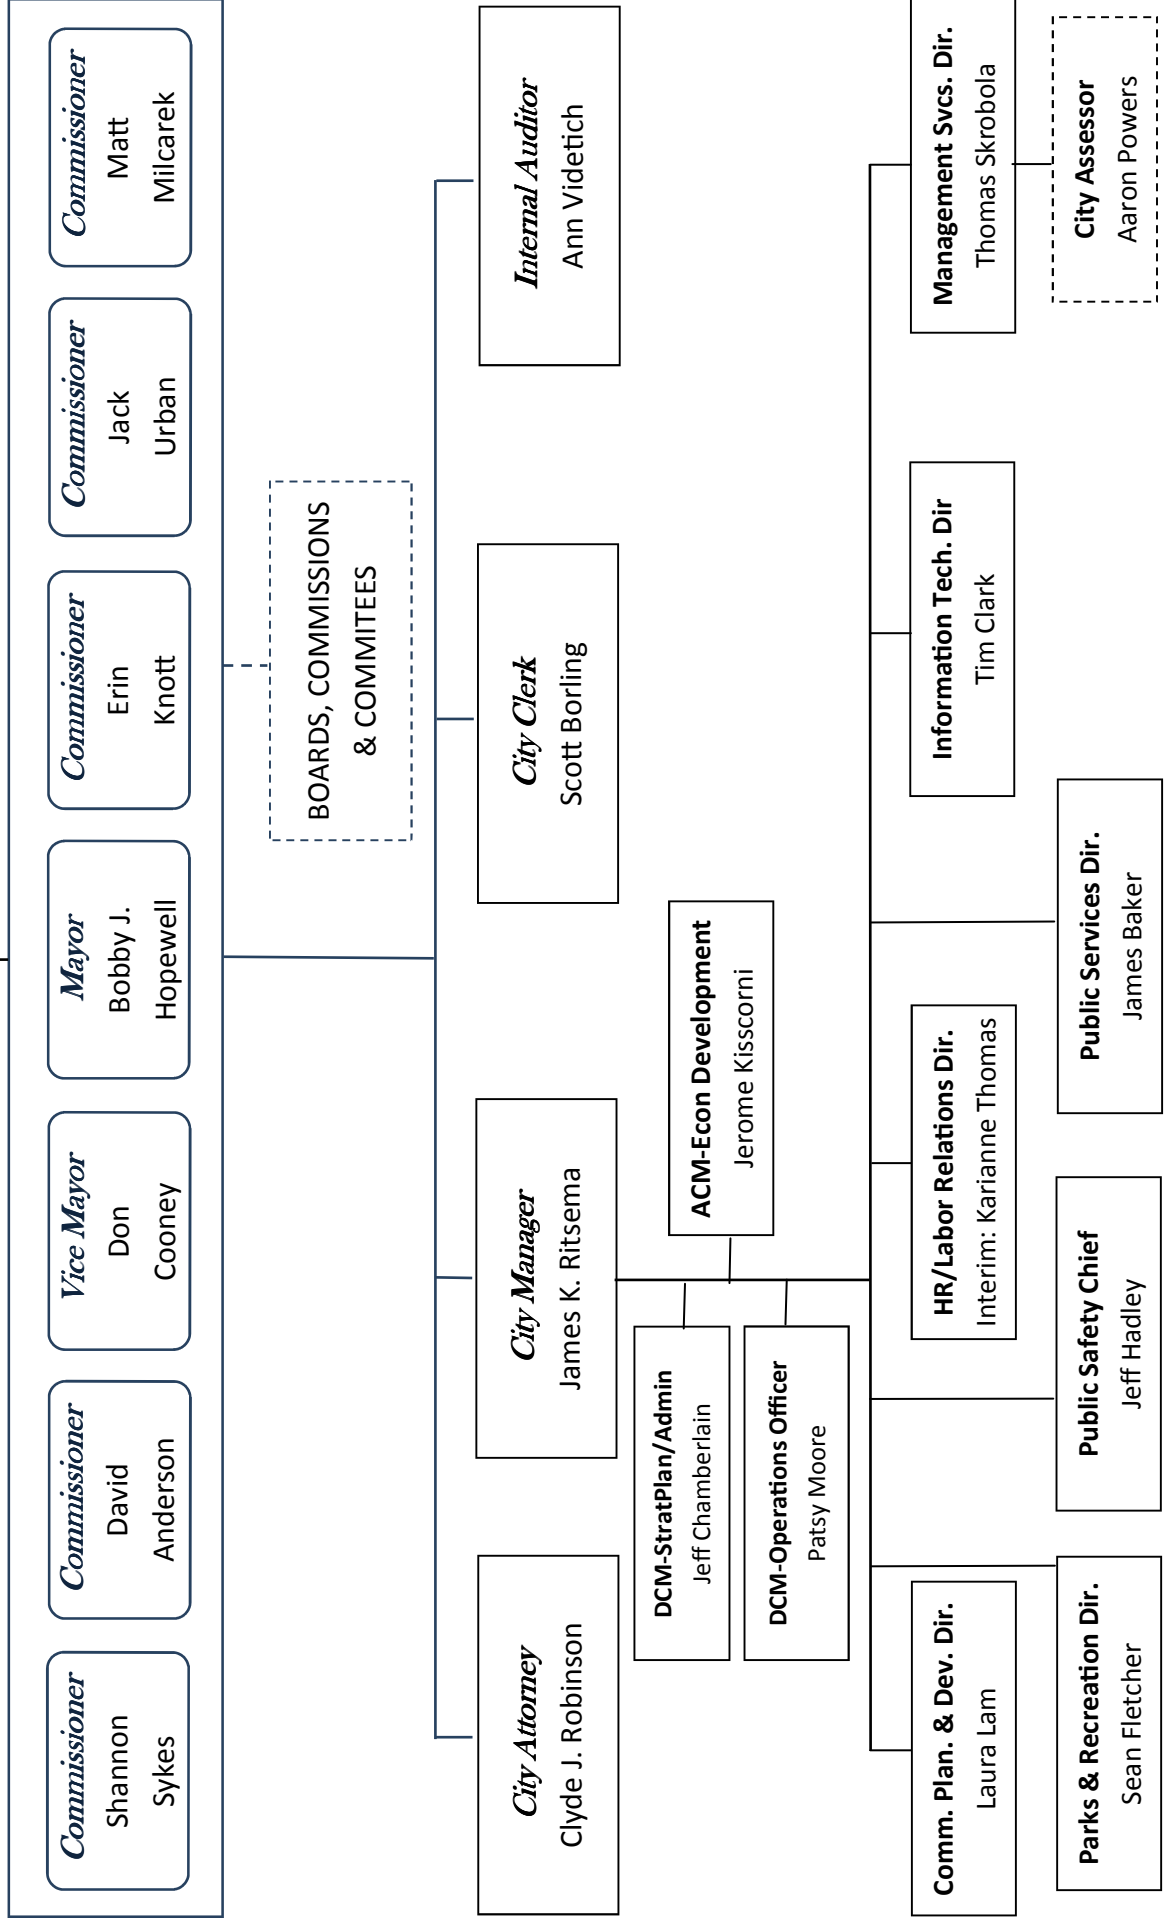 Commissioner
Shannon
Sykes
Commissioner
David
Anderson
Vice Mayor
Don
Cooney
Mayor
Bobby J.
Hopewell
Commissioner
Erin
Knott
Commissioner
Jack
Urban
Commissioner
Matt
Milcarek
BOARDS, COMMISSIONS
& COMMITEES
City Attorney
Clyde J. Robinson
City Manager
James K. Ritsema
City Clerk
Scott Borling
Internal Auditor
Ann Videtich
DCM-StratPlan/Admin
Jeff Chamberlain
ACM-Econ Development
Jerome Kisscorni
DCM-Operations Officer
Patsy Moore
Comm. Plan. & Dev. Dir.
Laura Lam
HR/Labor Relations Dir.
Interim: Karianne Thomas
Information Tech. Dir
Tim Clark
Management Svcs. Dir.
Thomas Skrobola
Parks & Recreation Dir.
Sean Fletcher
Public Safety Chief
Jeff Hadley
Public Services Dir.
James Baker
City Assessor
Aaron Powers